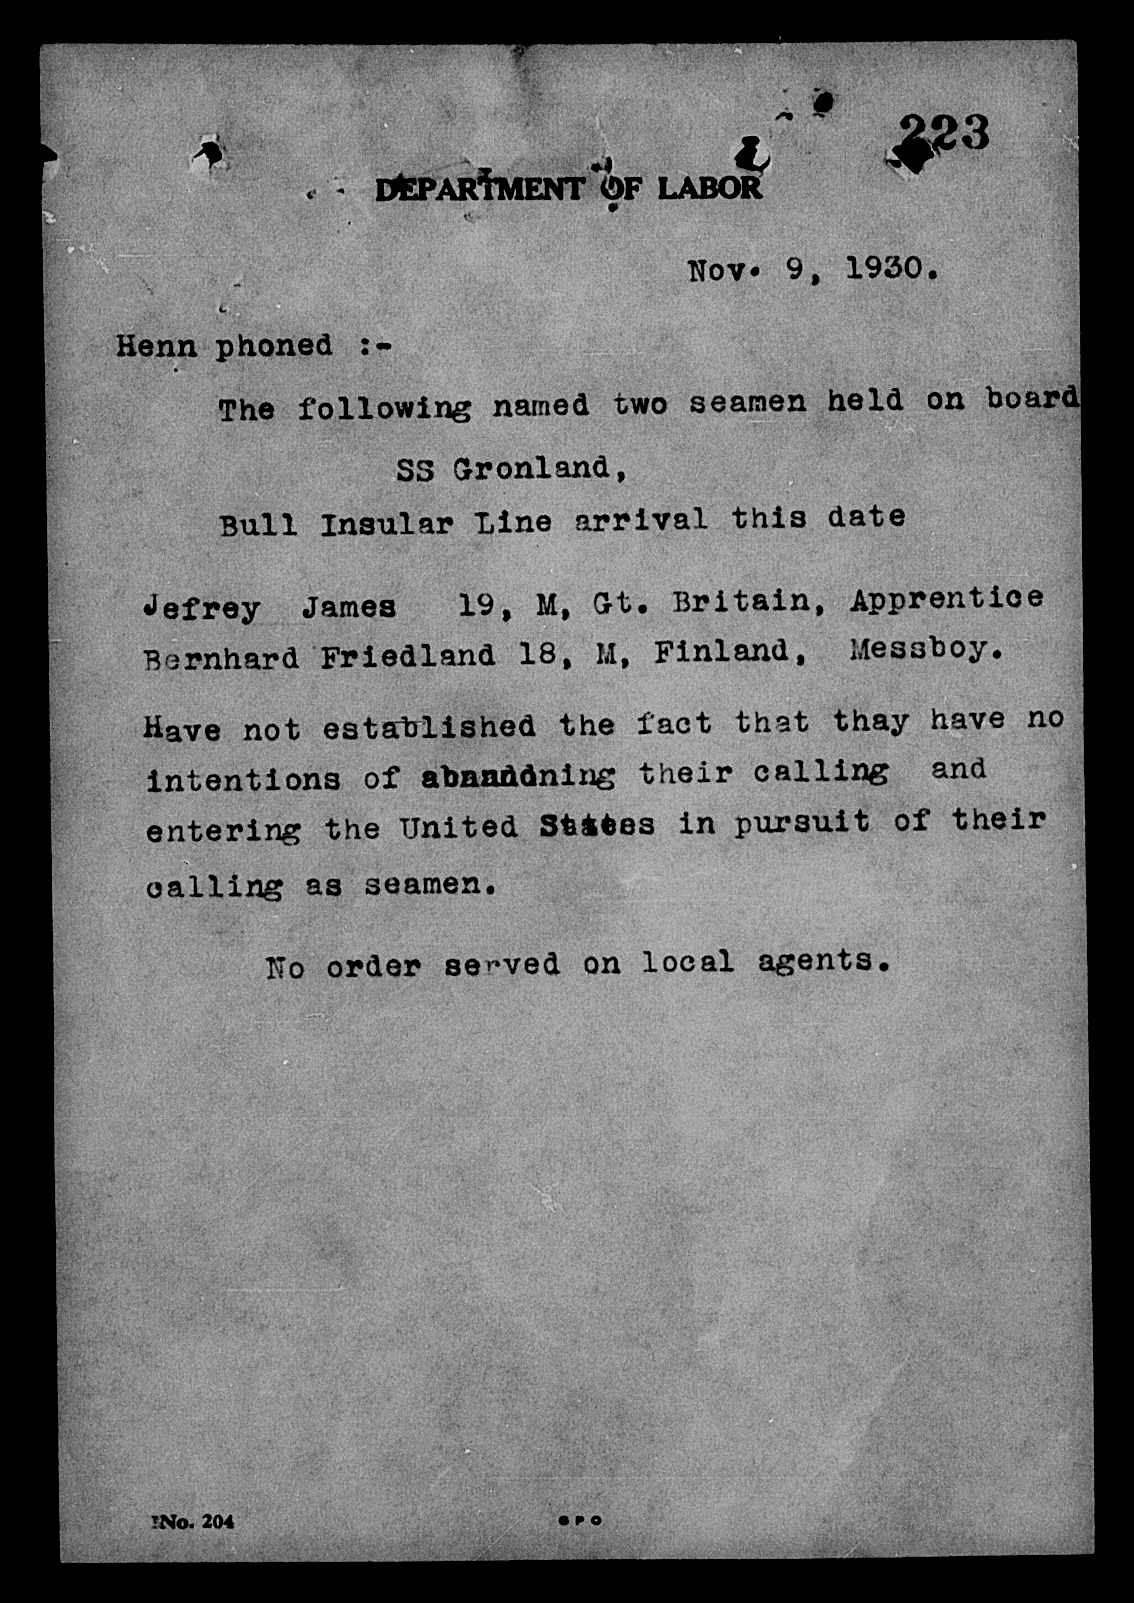 223
DEPARTMENT OF LABOR
Nov. 9, 1930.
Henn phoned :-
The following named two seamen held on board
SS Gronland,
Bull Insular Line arrival this date
Jefrey James 19, M, Gt. Britain, Apprentice
Bernhard Friedland 18, M, Finland, Messboy.
Have not established the fact that thay have no
intentions of abanddning their calling and
entering the United States in pursuit of their
calling as seamen.
No order served on local agents.
No. 204
GPO